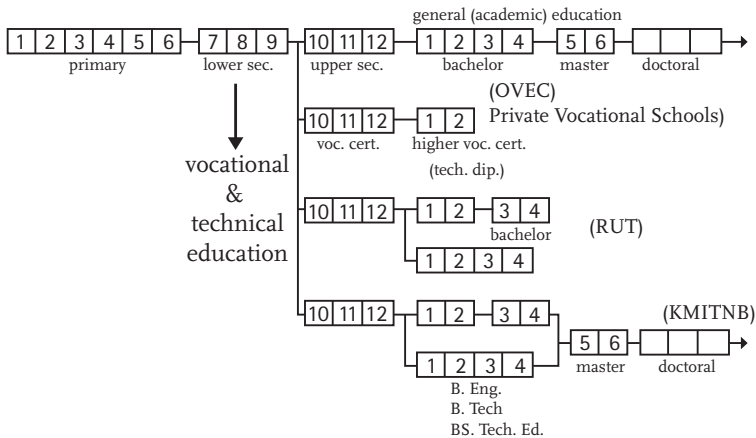 general (academic) education
1 2 3 4 5 6 7 8 9 10 11 12 1 2 3 4 5 6
primary lower sec. upper sec. bachelor master doctoral
(OVEC)
Private Vocational Schools)
10 11 12 1 2
voc. cert. higher voc. cert.
(tech. dip.)
vocational
&
technical
education
10 11 12 1 2 3 4
bachelor
(RUT)
1 2 3 4
(KMITNB)
10 11 12 1 2 3 4
5 6
master doctoral
1 2 3 4
B. Eng.
B. Tech
BS. Tech. Ed.